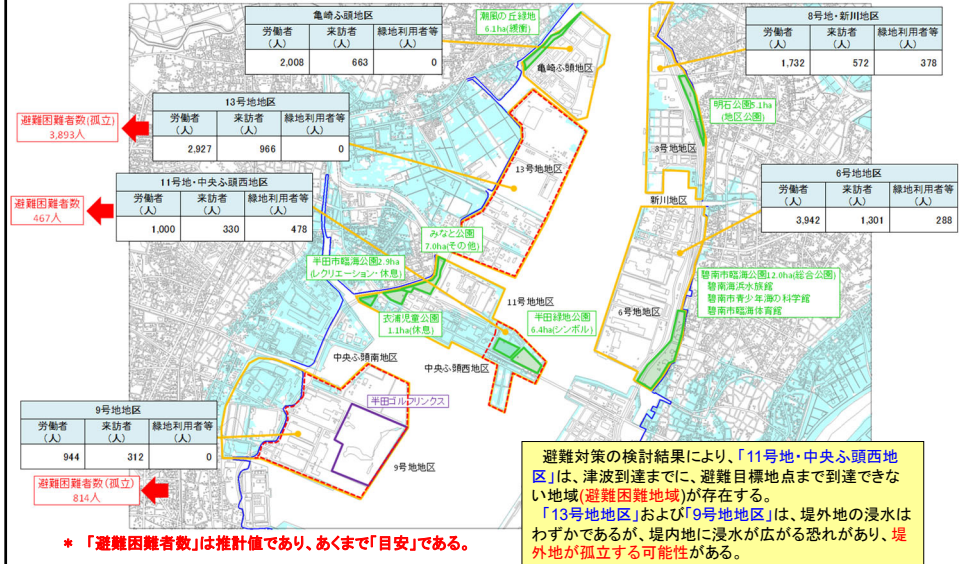 亀崎ふ頭地区
労働者
(人)
来訪者
(人)
緑地利用者等
(人)
2,008 663 0
潮風の丘緑地
6.1ha(緩衝)
亀崎ふ頭地区
8号地・新川地区
労働者
(人)
来訪者
(人)
緑地利用者等
(人)
1,732 572 378
明石公園5.1ha
(地区公園)
8号地地区
新川地区
避難困難者数(孤立)
3,893人
13号地地区
労働者
(人)
来訪者
(人)
緑地利用者等
(人)
2,927 966 0
13号地地区
避難困難者数
467人
11号地・中央ふ頭西地区
労働者
(人)
来訪者
(人)
緑地利用者等
(人)
1,000 330 478
6号地地区
労働者
(人)
来訪者
(人)
緑地利用者等
(人)
3,942 1,301 288
みなと公園
7.0ha(その他)
半田市臨海公園2.9ha
(レクリエーション・休息)
衣浦児童公園
1.1ha(休息)
11号地地区
半田緑地公園
6.4ha(シンボル)
6号地地区
碧南市臨海公園12.0ha(総合公園)
碧南海浜水族館
碧南市青少年海の科学館
碧南市臨海体育館
中央ふ頭南地区
中央ふ頭西地区
半田ゴルフリンクス
9号地地区
9号地地区
労働者
(人)
来訪者
(人)
緑地利用者等
(人)
944 312 0
避難困難者数(孤立)
814人
避難対策の検討結果により、「11号地・中央ふ頭西地
区」は、津波到達までに、避難目標地点まで到達できな
い地域(避難困難地域)が存在する。
「13号地地区」および「9号地地区」は、堤外地の浸水は
わずかであるが、堤内地に浸水が広がる恐れがあり、堤
外地が孤立する可能性がある。
* 「避難困難者数」は推計値であり、あくまで「目安」である。